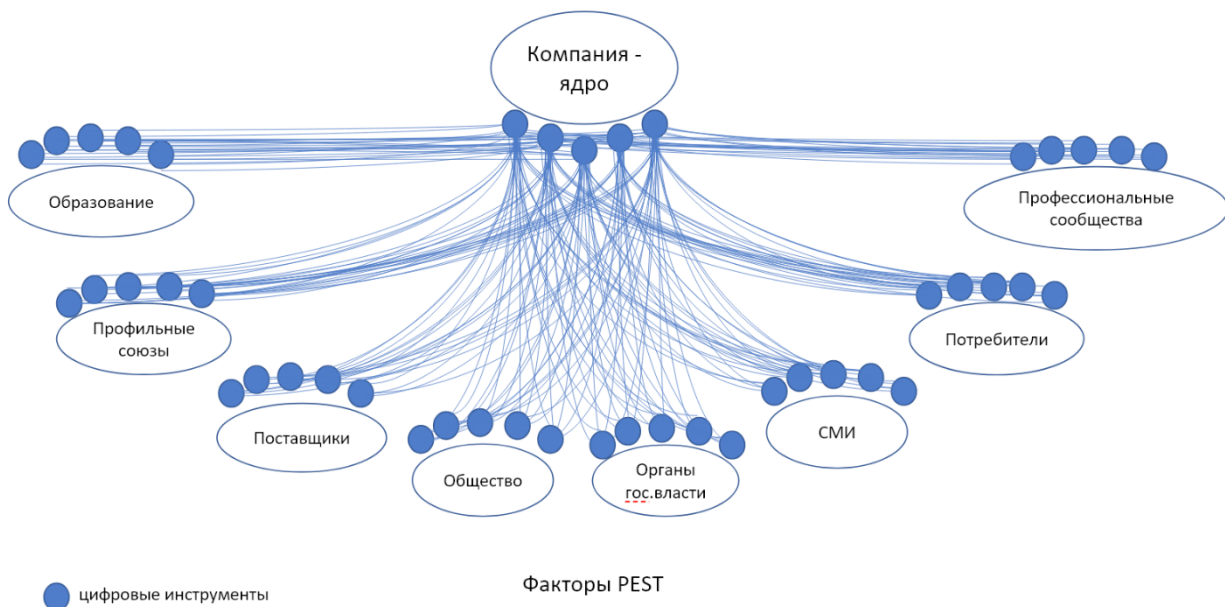 Компания -
ядро
Образование
Профессиональные
сообщества
Профильные
союзы
Потребители
Поставщики
СМИ
Общество
Органы
гос.власти
Факторы PEST
цифровые инструменты